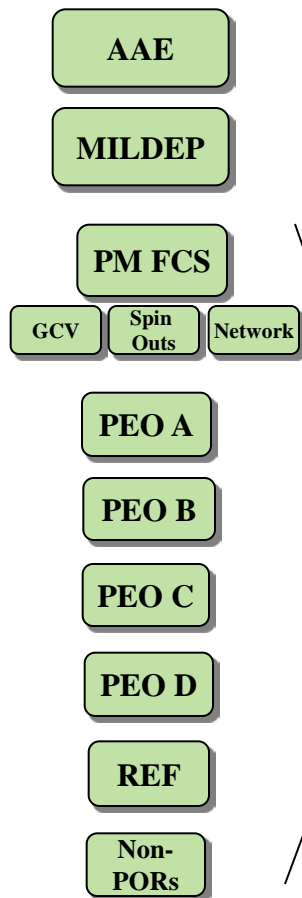 AAE
MILDEP
PM FCS
GCV
Spin
Outs
Network
PEO A
PEO B
PEO C
PEO D
REF
Non-
PORs